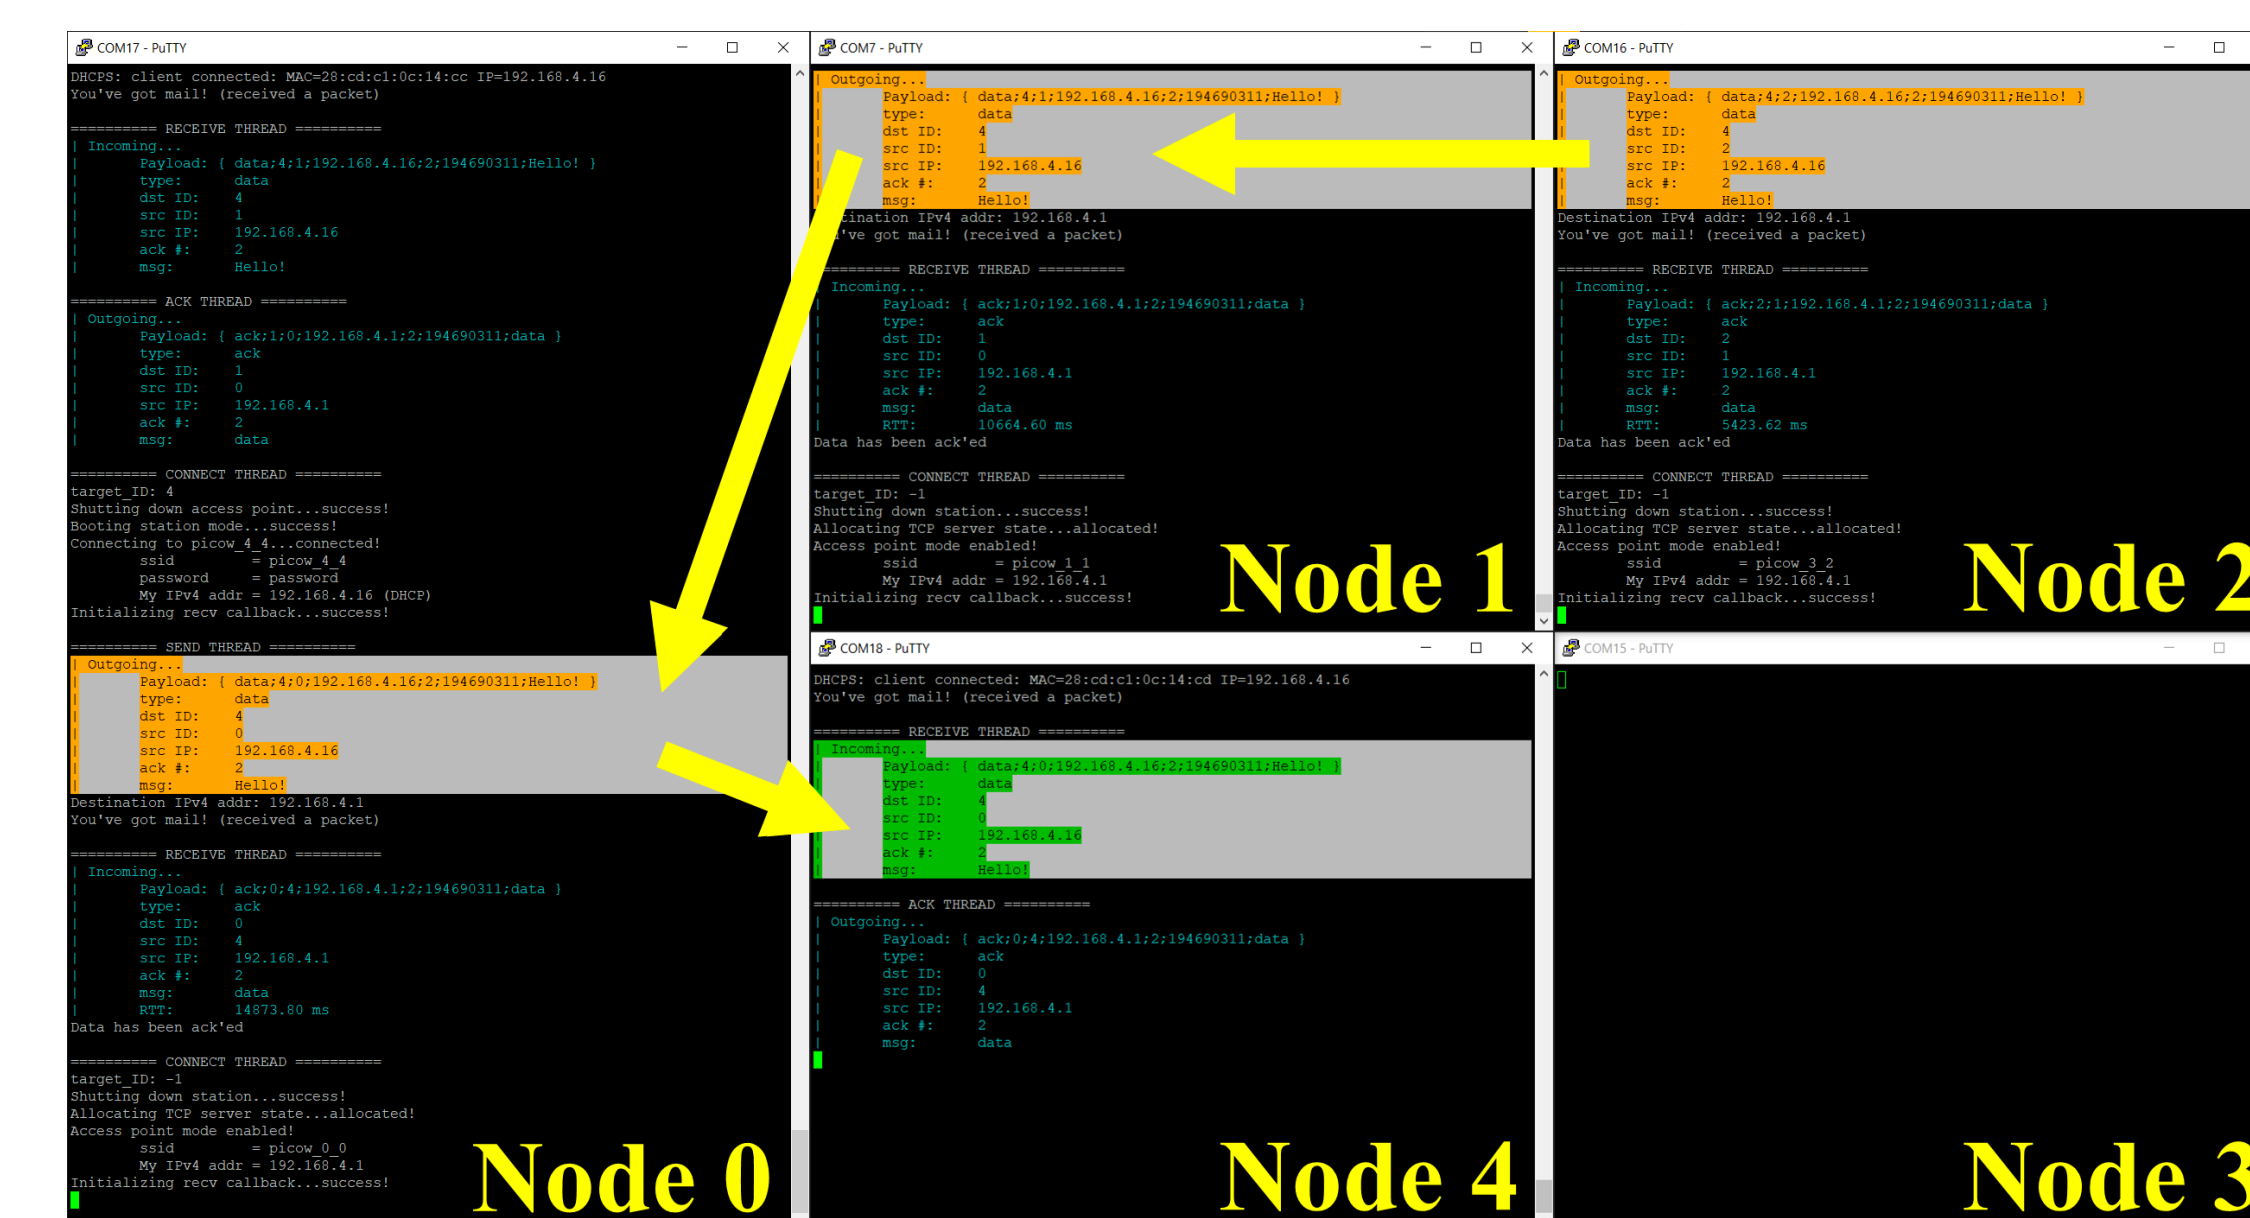 COM17 - PuTTY
DHCPS: client connected: MAC=28:cd:c1:0c:14:cc IP=192.168.4.16
You've got mail! (received a packet)
========== RECEIVE THREAD ==========
| Incoming...
| Payload: { data;4;1;192.168.4.16;2;194690311;Hello! }
| type: data
| dst ID: 4
| src ID: 1
| src IP: 192.168.4.16
| ack #: 2
| msg: Hello!
========== ACK THREAD ==========
| Outgoing...
| Payload: { ack;1;0;192.168.4.1;2;194690311;data }
| type: ack
| dst ID: 1
| src ID: 0
| src IP: 192.168.4.1
| ack #: 2
| msg: data
========== CONNECT THREAD ==========
target_ID: 4
Shutting down access point...success!
Booting station mode...success!
Connecting to picow_4_4...connected!
ssid = picow_4_4
password = password
My IPv4 addr = 192.168.4.16 (DHCP)
Initializing recv callback...success!
========== SEND THREAD ==========
| Outgoing...
| Payload: { data;4;0;192.168.4.16;2;194690311;Hello! }
| type: data
| dst ID: 4
| src ID: 0
| src IP: 192.168.4.16
| ack #: 2
| msg: Hello!
Destination IPv4 addr: 192.168.4.1
You've got mail! (received a packet)
========== RECEIVE THREAD ==========
| Incoming...
| Payload: { ack;0;4;192.168.4.1;2;194690311;data }
| type: ack
| dst ID: 0
| src ID: 4
| src IP: 192.168.4.1
| ack #: 2
| msg: data
| RTT: 14873.80 ms
Data has been ack'ed
========== CONNECT THREAD ==========
target_ID: -1
Shutting down station...success!
Allocating TCP server state...allocated!
Access point mode enabled!
ssid = picow_0_0
My IPv4 addr = 192.168.4.1
Initializing recv callback...success!
Node 0
COM7 - PuTTY
| Outgoing...
| Payload: { data;4;1;192.168.4.16;2;194690311;Hello! }
| type: data
| dst ID: 4
| src ID: 1
| src IP: 192.168.4.16
| ack #: 2
| msg: Hello!
tination IPv4 addr: 192.168.4.1
've got mail! (received a packet)
========= RECEIVE THREAD ==========
Incoming...
| Payload: { ack;1;0;192.168.4.1;2;194690311;data }
| type: ack
| dst ID: 1
| src ID: 0
| src IP: 192.168.4.1
| ack #: 2
| msg: data
| RTT: 10664.60 ms
Data has been ack'ed
========== CONNECT THREAD ==========
target_ID: -1
Shutting down station...success!
Allocating TCP server state...allocated!
Access point mode enabled!
ssid = picow_1_1
My IPv4 addr = 192.168.4.1
Initializing recv callback...success!
Node 1
COM16 - PuTTY
| Outgoing...
| Payload: { data;4;2;192.168.4.16;2;194690311;Hello! }
| type: data
| dst ID: 4
src ID: 2
| src IP: 192.168.4.16
| ack #: 2
| msg: Hello!
Destination IPv4 addr: 192.168.4.1
You've got mail! (received a packet)
========== RECEIVE THREAD ==========
| Incoming...
| Payload: { ack;2;1;192.168.4.1;2;194690311;data }
| type: ack
| dst ID: 2
| src ID: 1
| src IP: 192.168.4.1
| ack #: 2
| msg: data
| RTT: 5423.62 ms
Data has been ack'ed
========== CONNECT THREAD ==========
target_ID: -1
Shutting down station...success!
Allocating TCP server state...allocated!
Access point mode enabled!
ssid = picow_3_2
My IPv4 addr = 192.168.4.1
Initializing recv callback...success!
Node 2
COM18 - PuTTY
DHCPS: client connected: MAC=28:cd:c1:0c:14:cd IP=192.168.4.16
You've got mail! (received a packet)
========== RECEIVE THREAD ==========
| Incoming...
| Payload: { data;4;0;192.168.4.16;2;194690311;Hello! }
type: data
dst ID: 4
src ID: 0
| src IP: 192.168.4.16
| ack #: 2
| msg: Hello!
========== ACK THREAD ==========
| Outgoing...
| Payload: { ack;0;4;192.168.4.1;2;194690311;data }
| type: ack
| dst ID: 0
| src ID: 4
| src IP: 192.168.4.1
| ack #: 2
| msg: data
Node 4
COM15 - PuTTY
Node 3